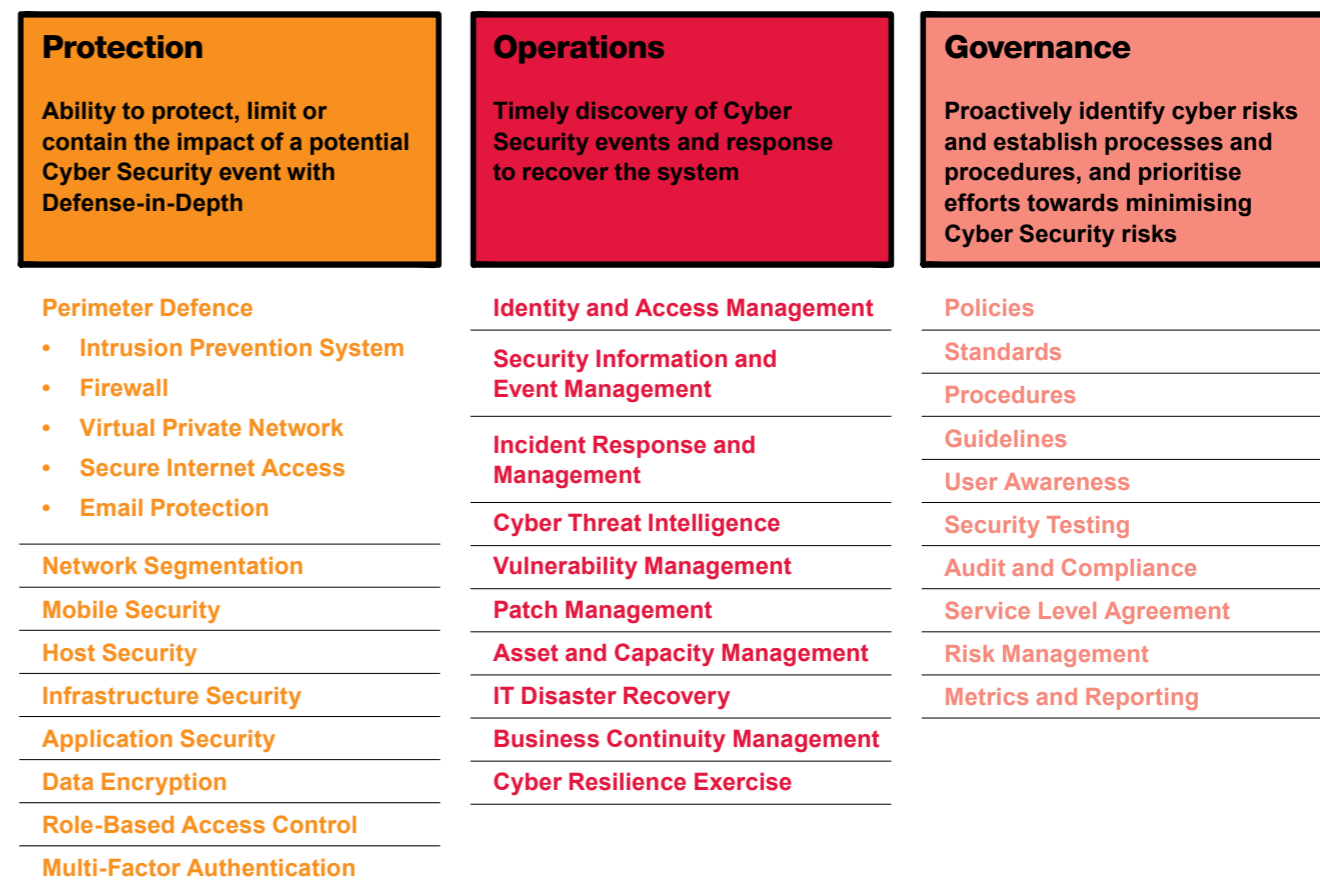 Protection
Ability to protect, limit or
contain the impact of a potential
Cyber Security event with
Defense-in-Depth
Perimeter Defence
• Intrusion Prevention System
• Firewall
• Virtual Private Network
• Secure Internet Access
• Email Protection
Network Segmentation
Mobile Security
Host Security
Infrastructure Security
Application Security
Data Encryption
Role-Based Access Control
Multi-Factor Authentication
Operations
Timely discovery of Cyber
Security events and response
to recover the system
Identity and Access Management
Security Information and
Event Management
Incident Response and
Management
Cyber Threat Intelligence
Vulnerability Management
Patch Management
Asset and Capacity Management
IT Disaster Recovery
Business Continuity Management
Cyber Resilience Exercise
Governance
Proactively identify cyber risks
and establish processes and
procedures, and prioritise
efforts towards minimising
Cyber Security risks
Policies
Standards
Procedures
Guidelines
User Awareness
Security Testing
Audit and Compliance
Service Level Agreement
Risk Management
Metrics and Reporting